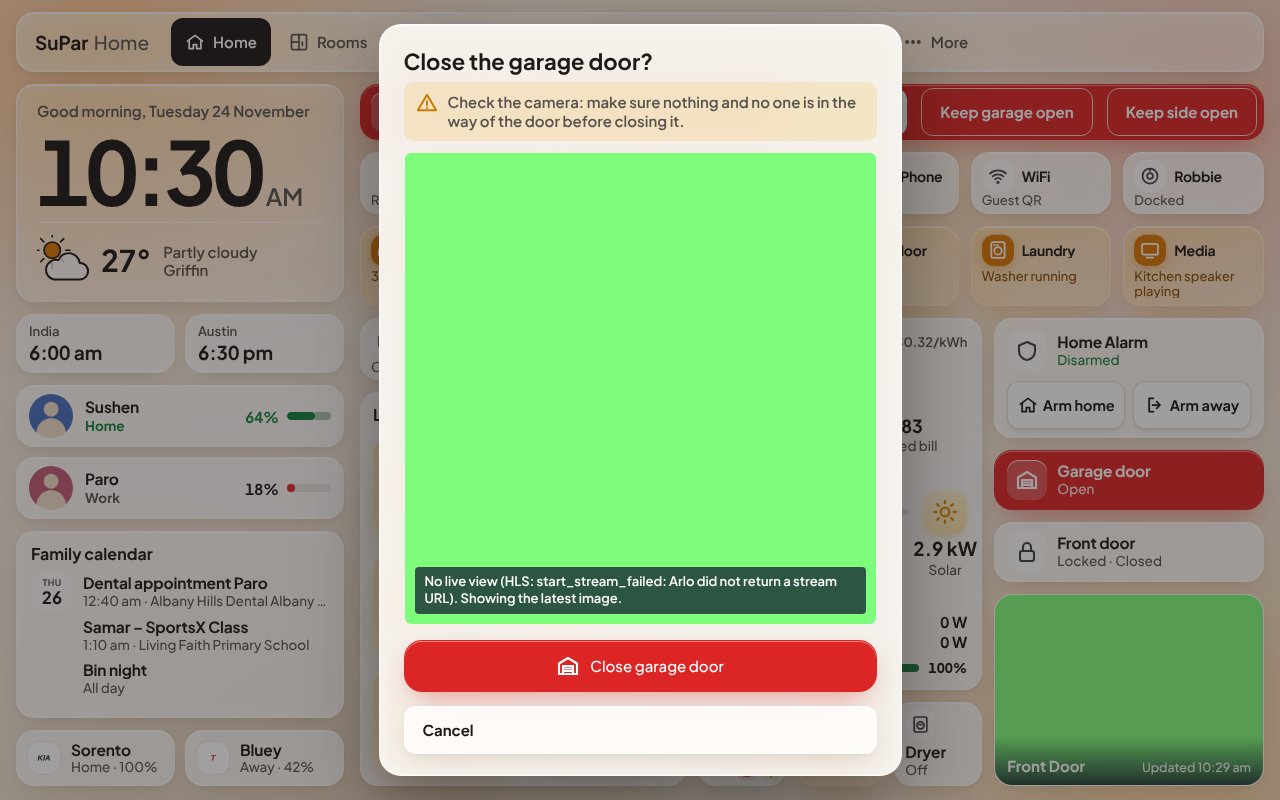 SuPar Home
Home
Rooms
More
Good morning, Tuesday 24 November
10:30 AM
27°
Partly cloudy
Griffin
India
6:00 am
Austin
6:30 pm
Sushen
Home
64%
Paro
Work
18%
Family calendar
THU
26
Dental appointment Paro
12:40 am · Albany Hills Dental Albany ...
Samar – SportsX Class
1:10 am · Living Faith Primary School
Bin night
All day
KIA
Sorento
Home · 100%
T
Bluey
Away · 42%
Close the garage door?
Check the camera: make sure nothing and no one is in the
way of the door before closing it.
No live view (HLS: start_stream_failed: Arlo did not return a stream
URL). Showing the latest image.
Close garage door
Cancel
Keep garage open
Keep side open
Phone
WiFi
Guest QR
Robbie
Docked
Laundry
Washer running
Media
Kitchen speaker
playing
0.32/kWh
83
ed bill
2.9 kW
Solar
0 W
0 W
100%
Dryer
Off
Home Alarm
Disarmed
Arm home
Arm away
Garage door
Open
Front door
Locked · Closed
Front Door
Updated 10:29 am